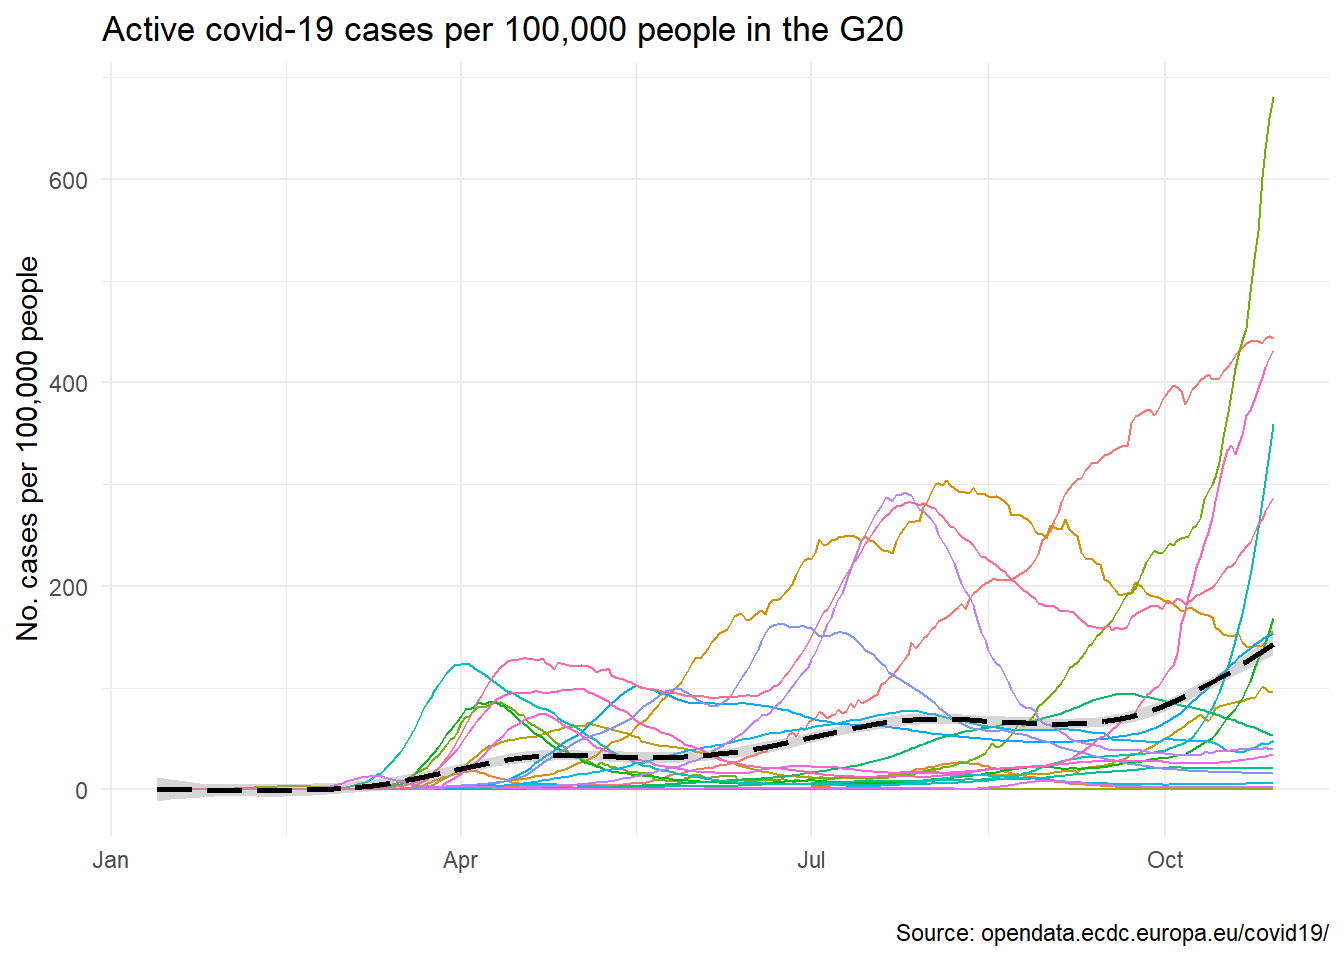 Active covid-19 cases per 100,000 people in the G20
No. cases per 100,000 people
600
400
200
0
Jan Apr Jul Oct
Source: opendata.ecdc.europa.eu/covid19/